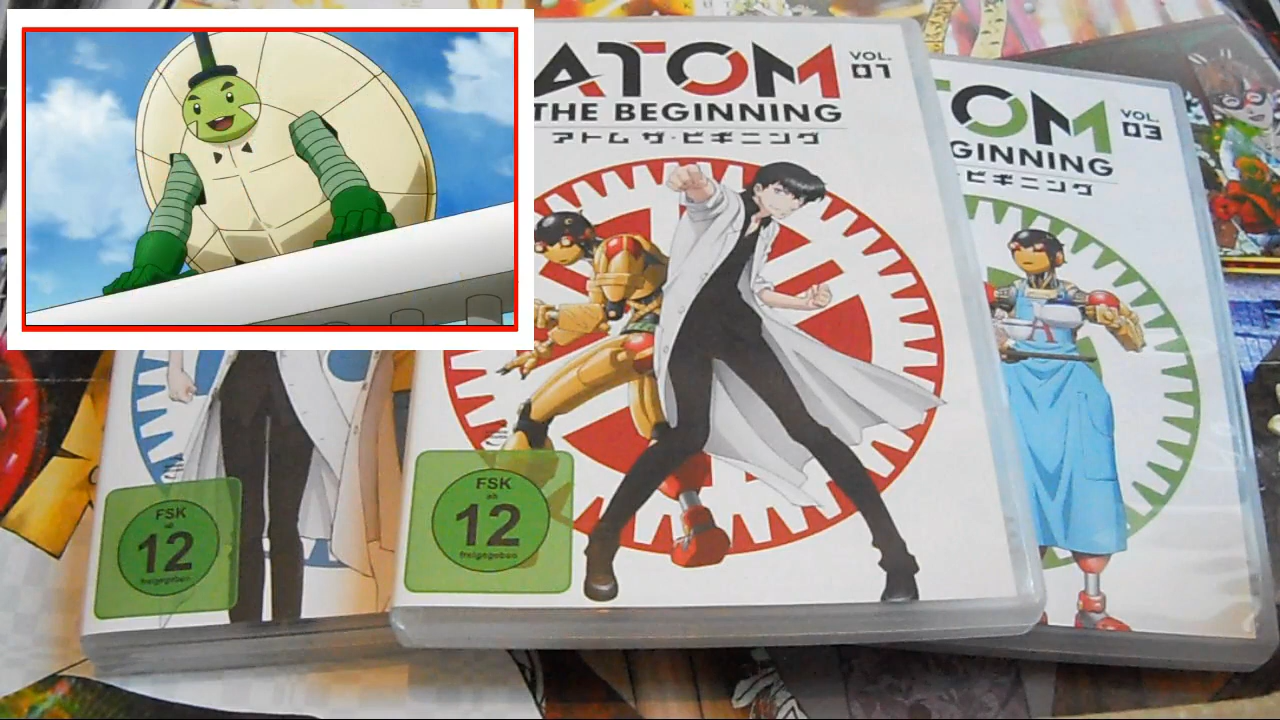 ATOM
VOL.
01
THE BEGINNING
アトム ザ・ビギニング
TOM
VOL.
03
GINNING
・ビギニング
FSK
ab
12
freigegeben
FSK
ab
12
freigegeben